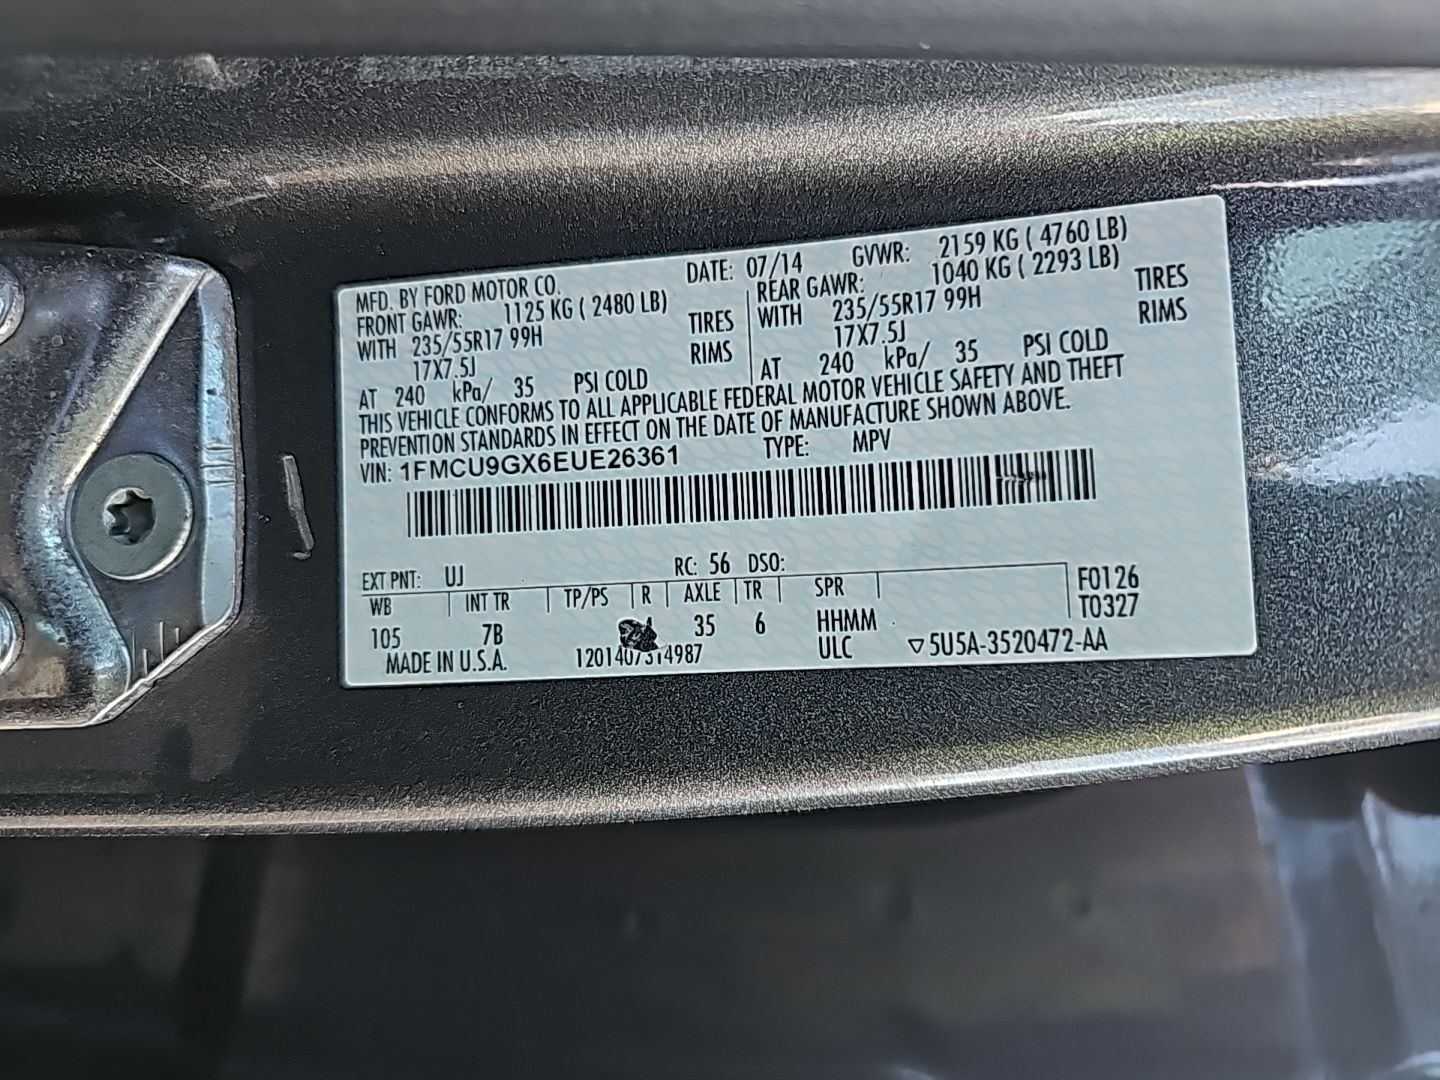 MFD. BY FORD MOTOR CO. DATE: 07/14 GVWR: 2159 KG ( 4760 LB)
FRONT GAWR: 1125 KG ( 2480 LB) REAR GAWR: 1040 KG ( 2293 LB)
WITH 235/55R17 99H TIRES WITH 235/55R17 99H TIRES
17X7.5J RIMS 17X7.5J RIMS
AT 240 kPa/ 35 PSI COLD AT 240 kPa/ 35 PSI COLD
THIS VEHICLE CONFORMS TO ALL APPLICABLE FEDERAL MOTOR VEHICLE SAFETY AND THEFT
PREVENTION STANDARDS IN EFFECT ON THE DATE OF MANUFACTURE SHOWN ABOVE.
VIN: 1FMCU9GX6EUE26361 TYPE: MPV
EXT PNT: UJ RC: 56 DSO:
WB INT TR TP/PS R AXLE TR SPR F0126
105 7B 35 6 HHMM T0327
MADE IN U.S.A. ULC ▽5U5A-3520472-AA